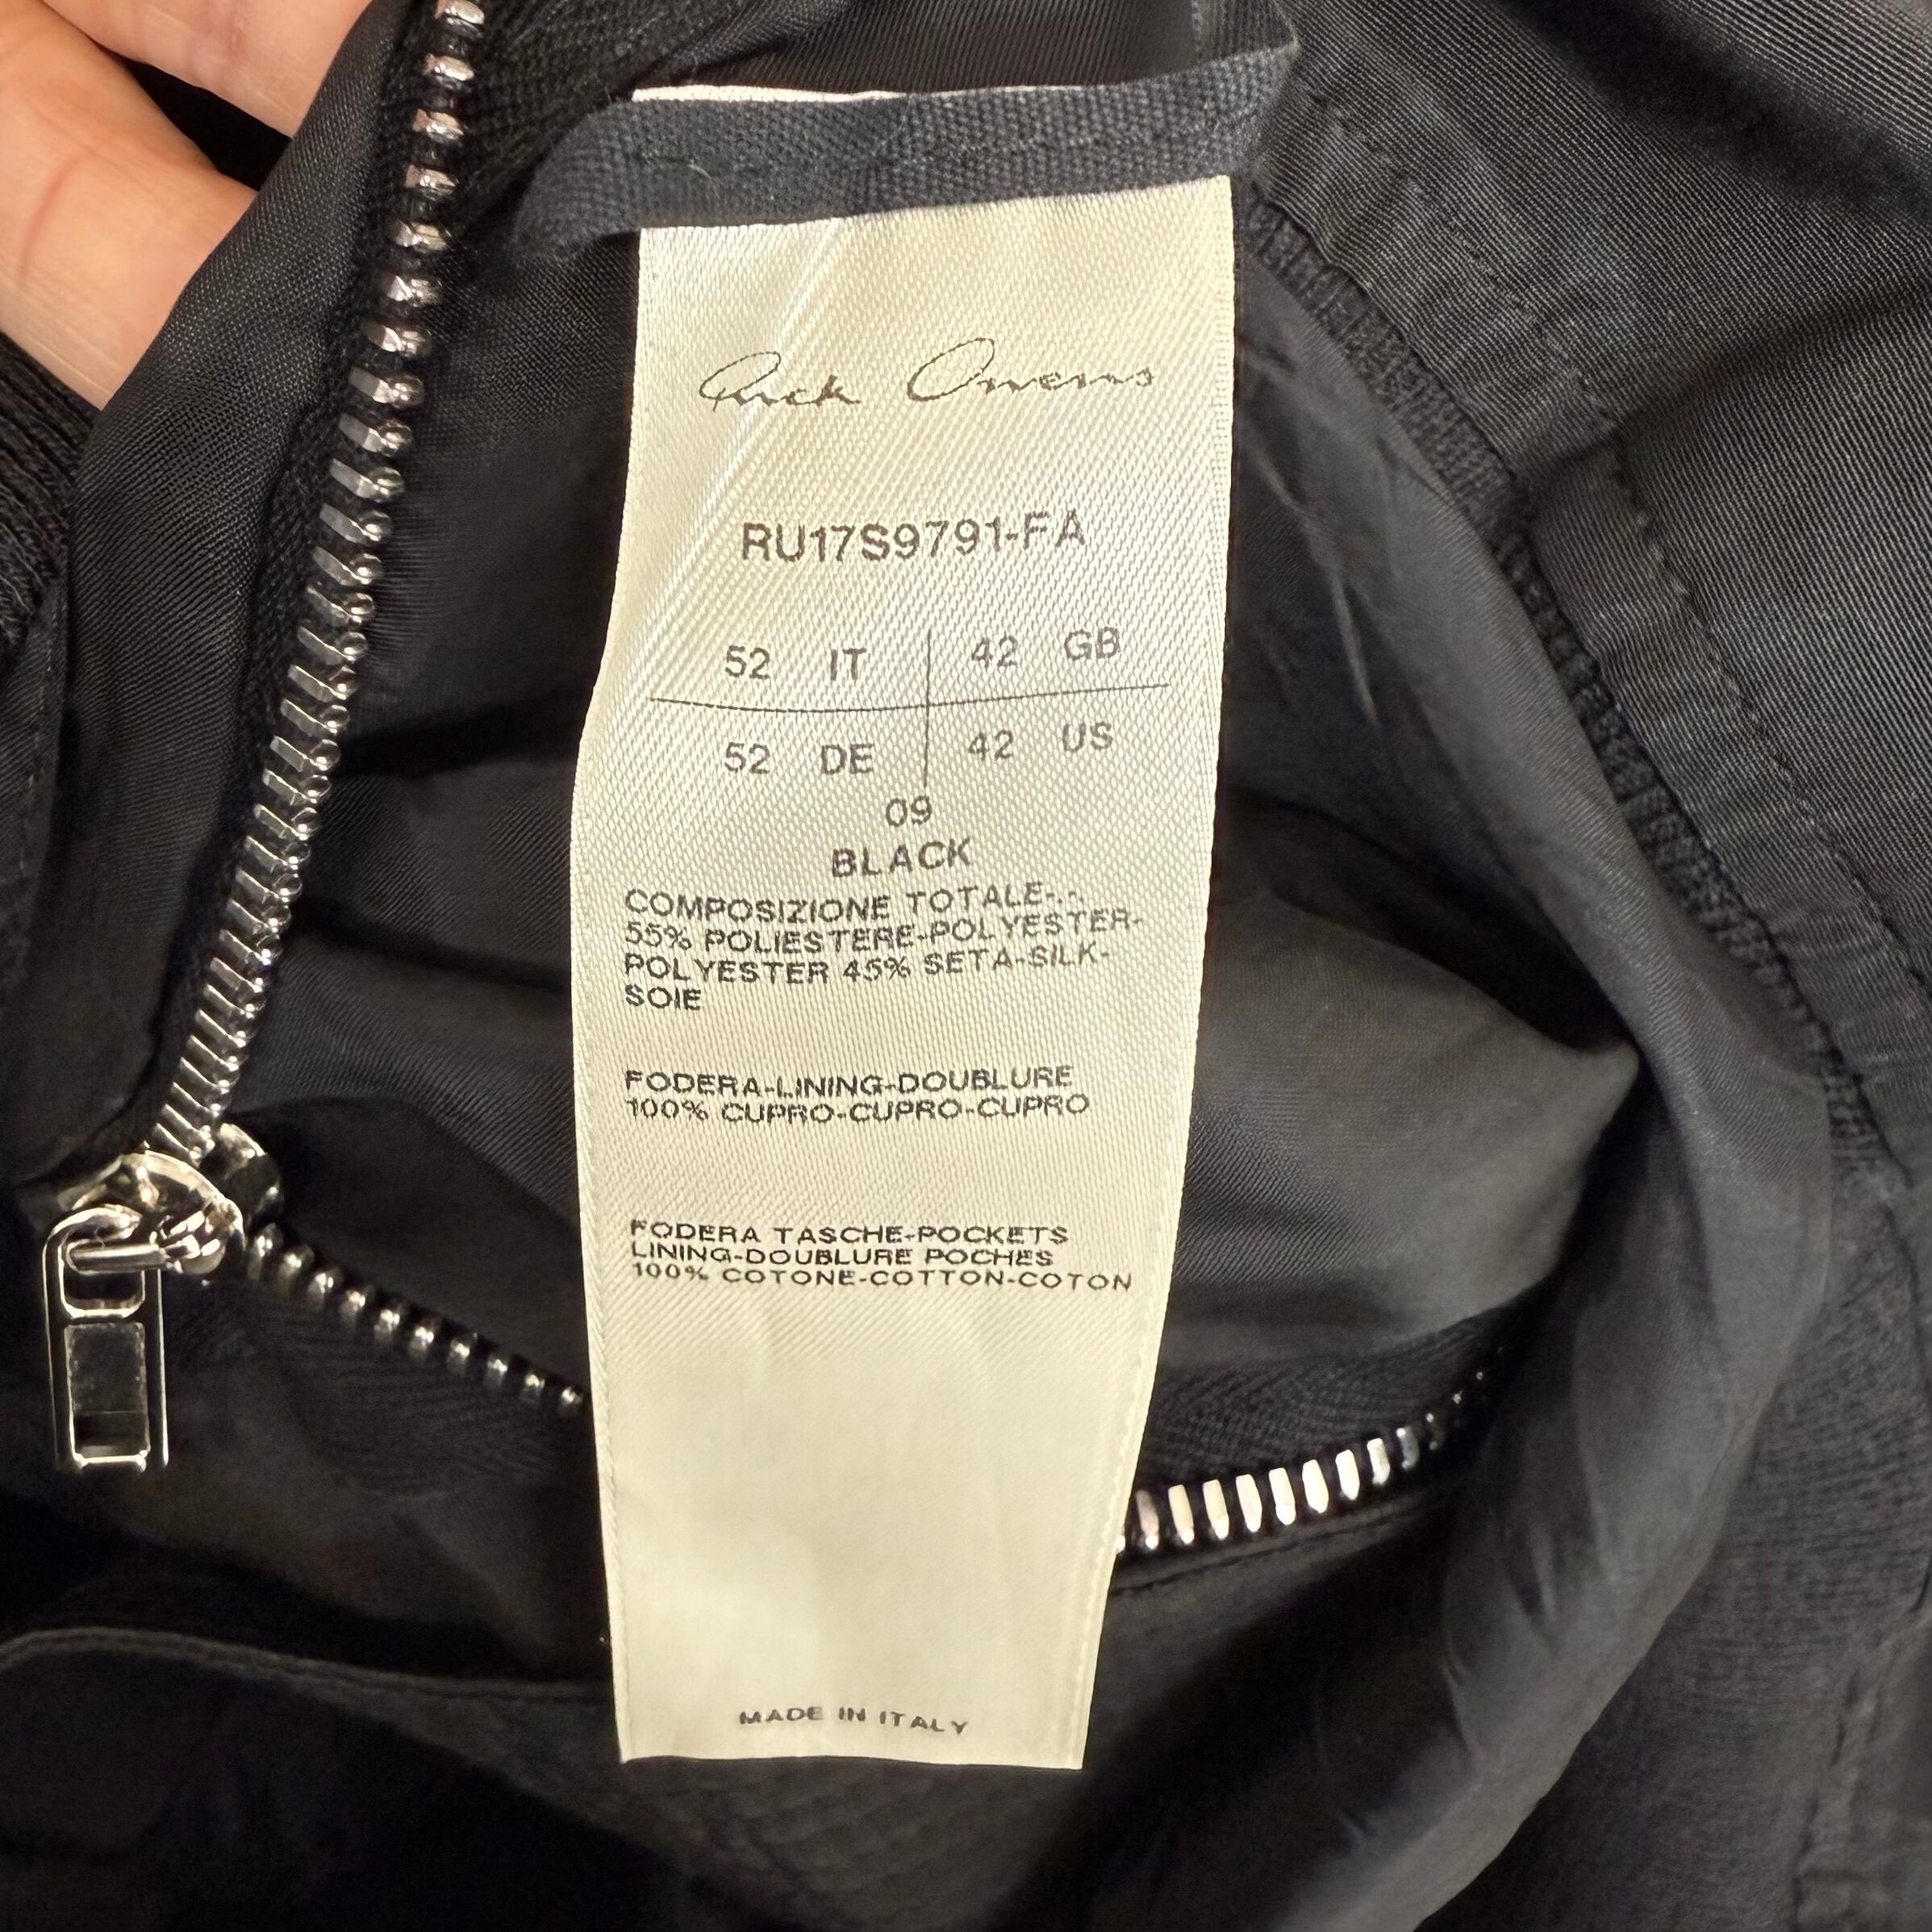 Rick Owens
RU17S9791-FA
52 IT 42 GB
52 DE 42 US
09
BLACK
COMPOSIZIONE TOTALE-.-.
55% POLIESTERE-POLYESTER-
POLYESTER 45% SETA-SILK-
SOIE
FODERA-LINING-DOUBLURE
100% CUPRO-CUPRO-CUPRO
FODERA TASCHE-POCKETS
LINING-DOUBLURE POCHES
100% COTONE-COTTON-COTON
MADE IN ITALY